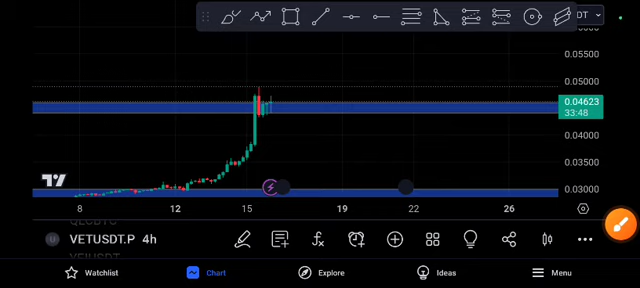 DT
0.05500
0.05000
0.04623
33:48
0.04000
0.03500
0.03000
8 12 15 19 22 26
VETUSDT.P 4h
Watchlist Chart Explore Ideas Menu